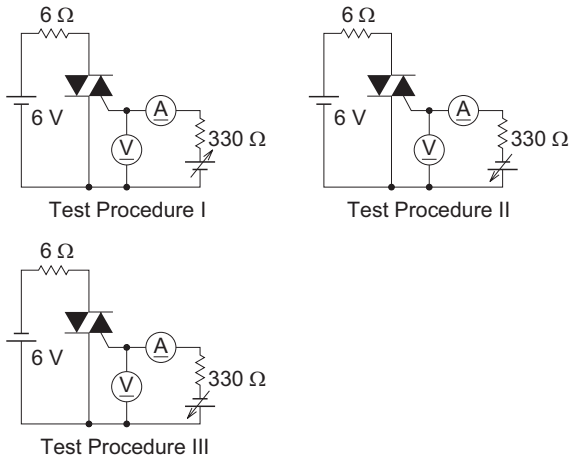 6 Ω
6 V
A
V
330 Ω
Test Procedure I
6 Ω
6 V
A
V
330 Ω
Test Procedure II
6 Ω
6 V
A
V
330 Ω
Test Procedure III